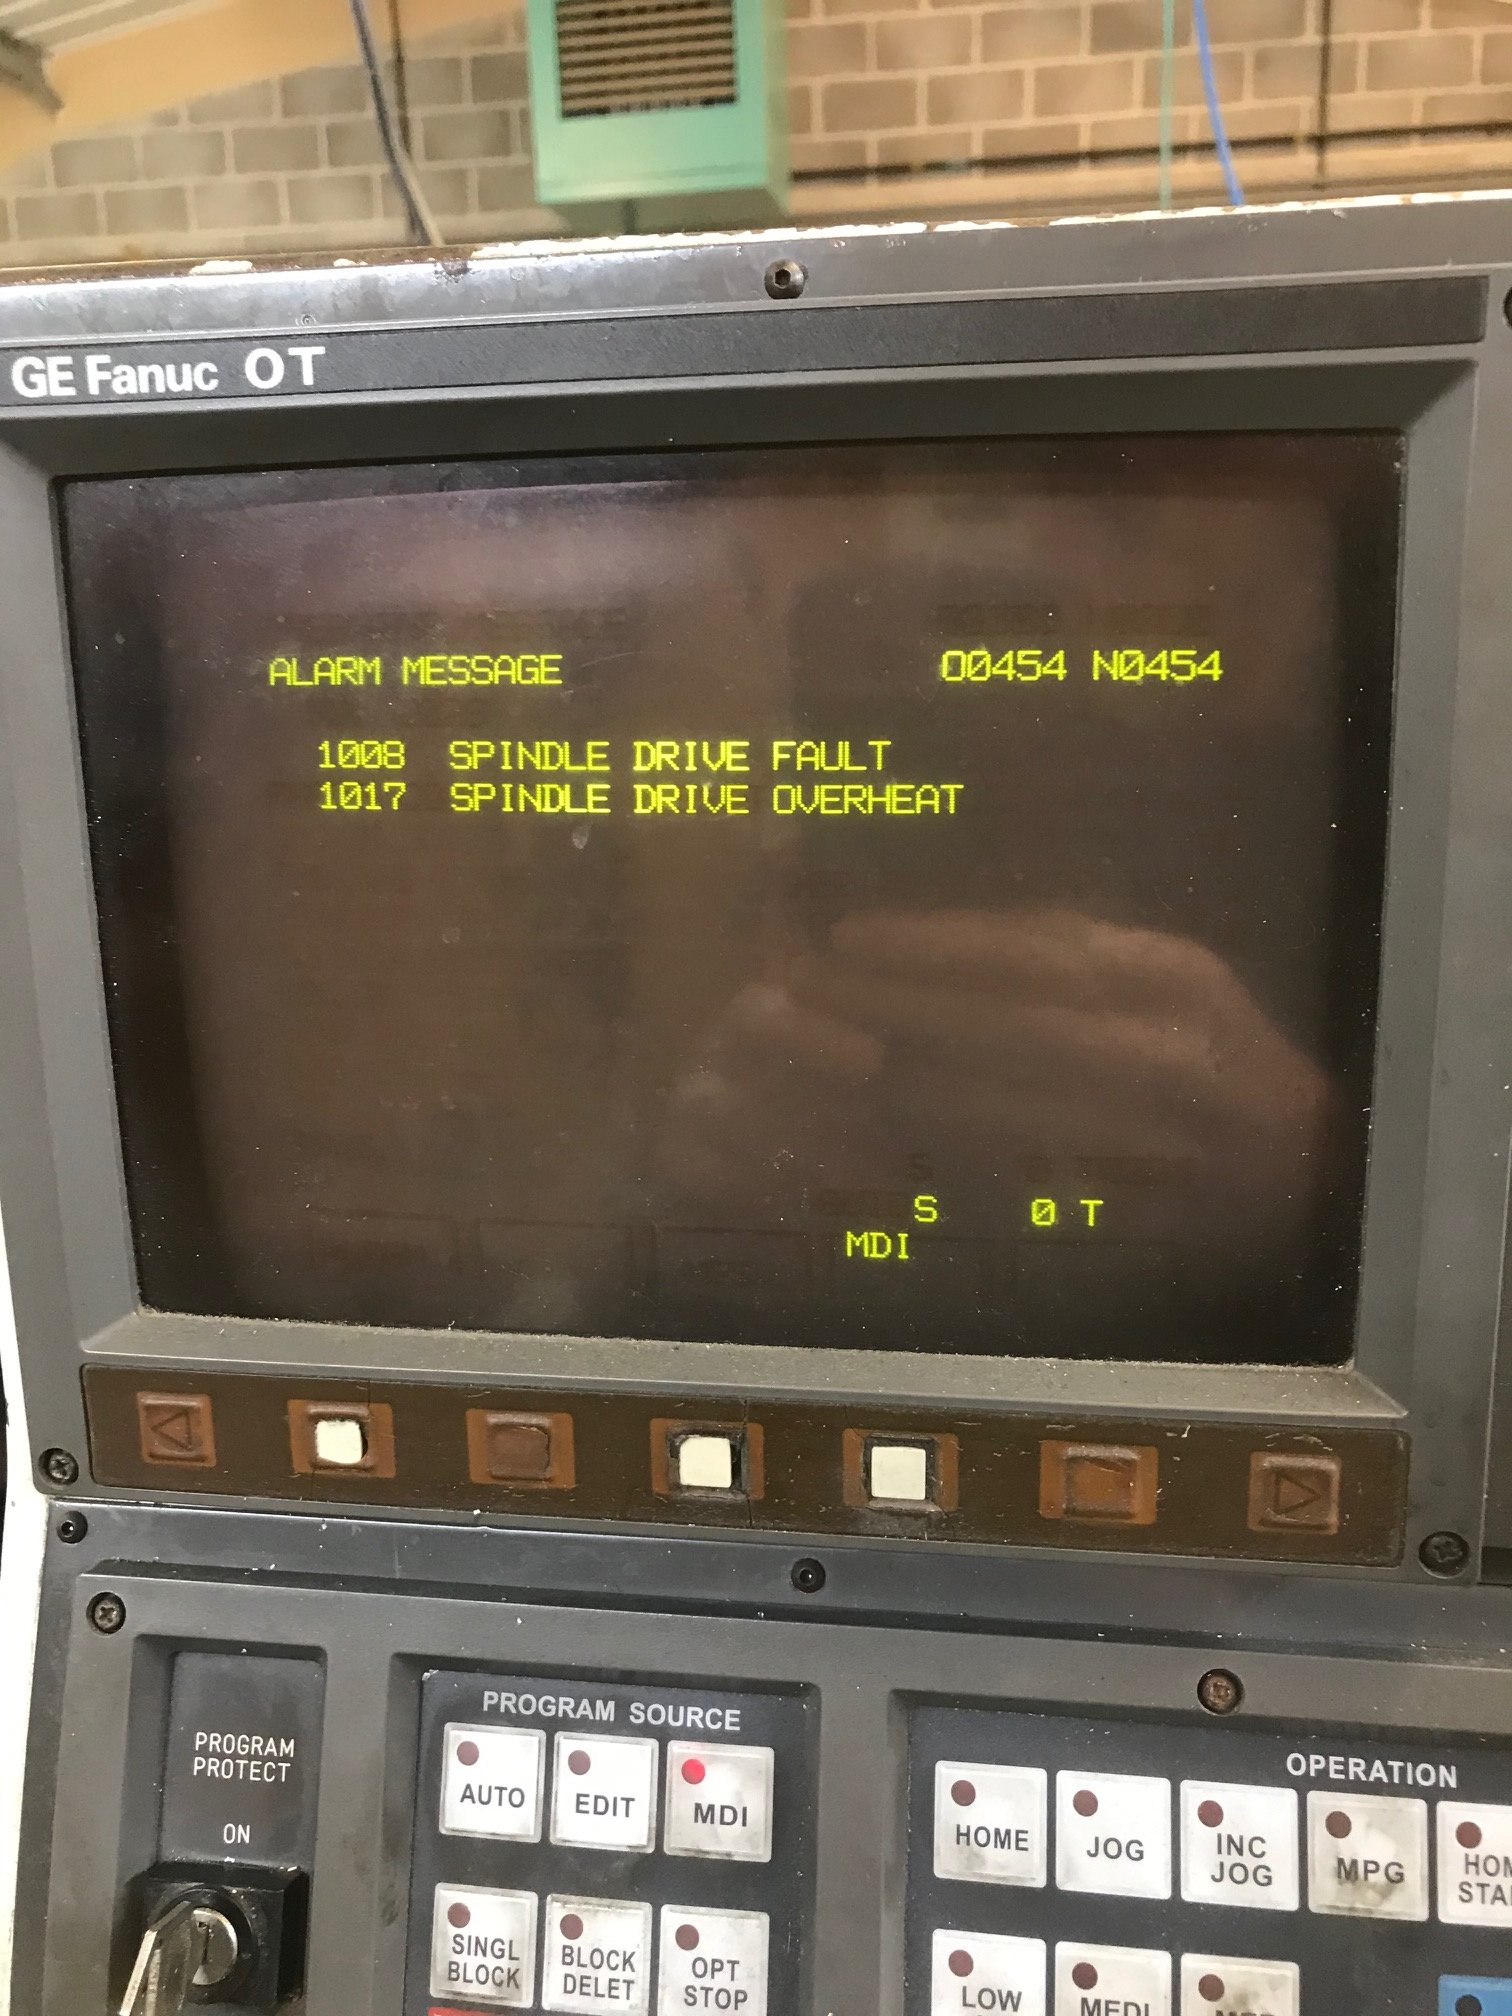 GE Fanuc OT
ALARM MESSAGE O0454 N0454
1008 SPINDLE DRIVE FAULT
1017 SPINDLE DRIVE OVERHEAT
S 0 T
MDI
PROGRAM PROTECT
ON
PROGRAM SOURCE
AUTO EDIT MDI
SINGL BLOCK
BLOCK DELET
OPT STOP
OPERATION
HOME JOG
INC JOG
MPG
LOW